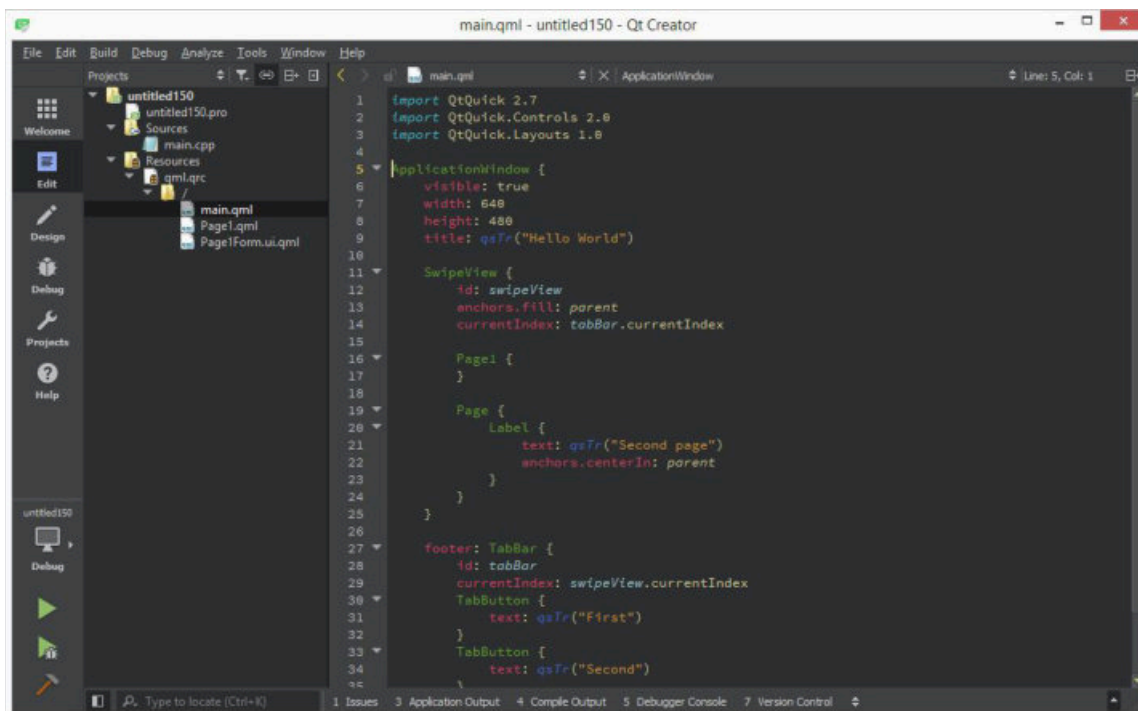 main.qml - untitled150 - Qt Creator
File Edit Build Debug Analyze Tools Window Help
Projects
main.qml
ApplicationWindow
Line: 5, Col: 1
Welcome
Edit
Design
Debug
Projects
Help
untitled150
Debug
untitled150
untitled150.pro
Sources
main.cpp
Resources
qml.qrc
/
main.qml
Page1.qml
Page1Form.ui.qml
1 import QtQuick 2.7
2 import QtQuick.Controls 2.0
3 import QtQuick.Layouts 1.0
4
5 ApplicationWindow {
6 visible: true
7 width: 640
8 height: 480
9 title: qsTr("Hello World")
10
11 SwipeView {
12 id: swipeView
13 anchors.fill: parent
14 currentIndex: tabBar.currentIndex
15
16 Page1 {
17 }
18
19 Page {
20 Label {
21 text: qsTr("Second page")
22 anchors.centerIn: parent
23 }
24 }
25 }
26
27 footer: TabBar {
28 id: tabBar
29 currentIndex: swipeView.currentIndex
30 TabButton {
31 text: qsTr("First")
32 }
33 TabButton {
34 text: qsTr("Second")
35 }
Type to locate (Ctrl+K)
1 Issues 3 Application Output 4 Compile Output 5 Debugger Console 7 Version Control